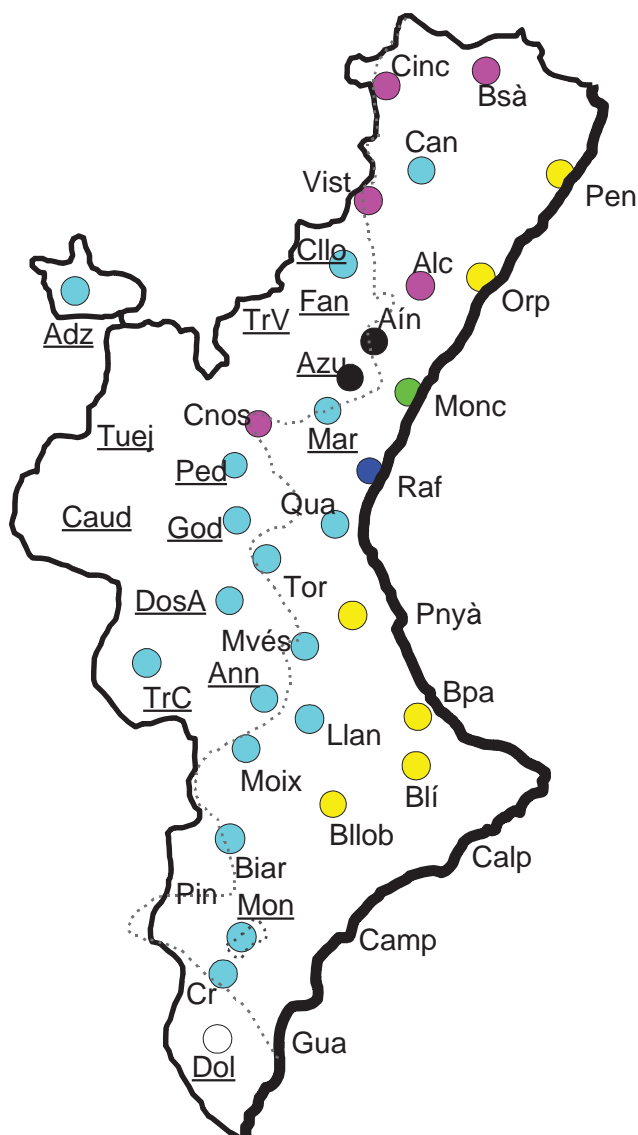 Cinc
Bsà
Can
Vist
Pen
Cllo
Alc
Fan
Orp
TrV
Adz
Aín
Azu
Monc
Cnos
Mar
Tuej
Ped
Raf
Qua
Caud
God
Tor
DosA
Pnyà
Mvés
Ann
TrC
Bpa
Llan
Moix
Blí
Bllob
Calp
Biar
Pin
Mon
Camp
Cr
Gua
Dol